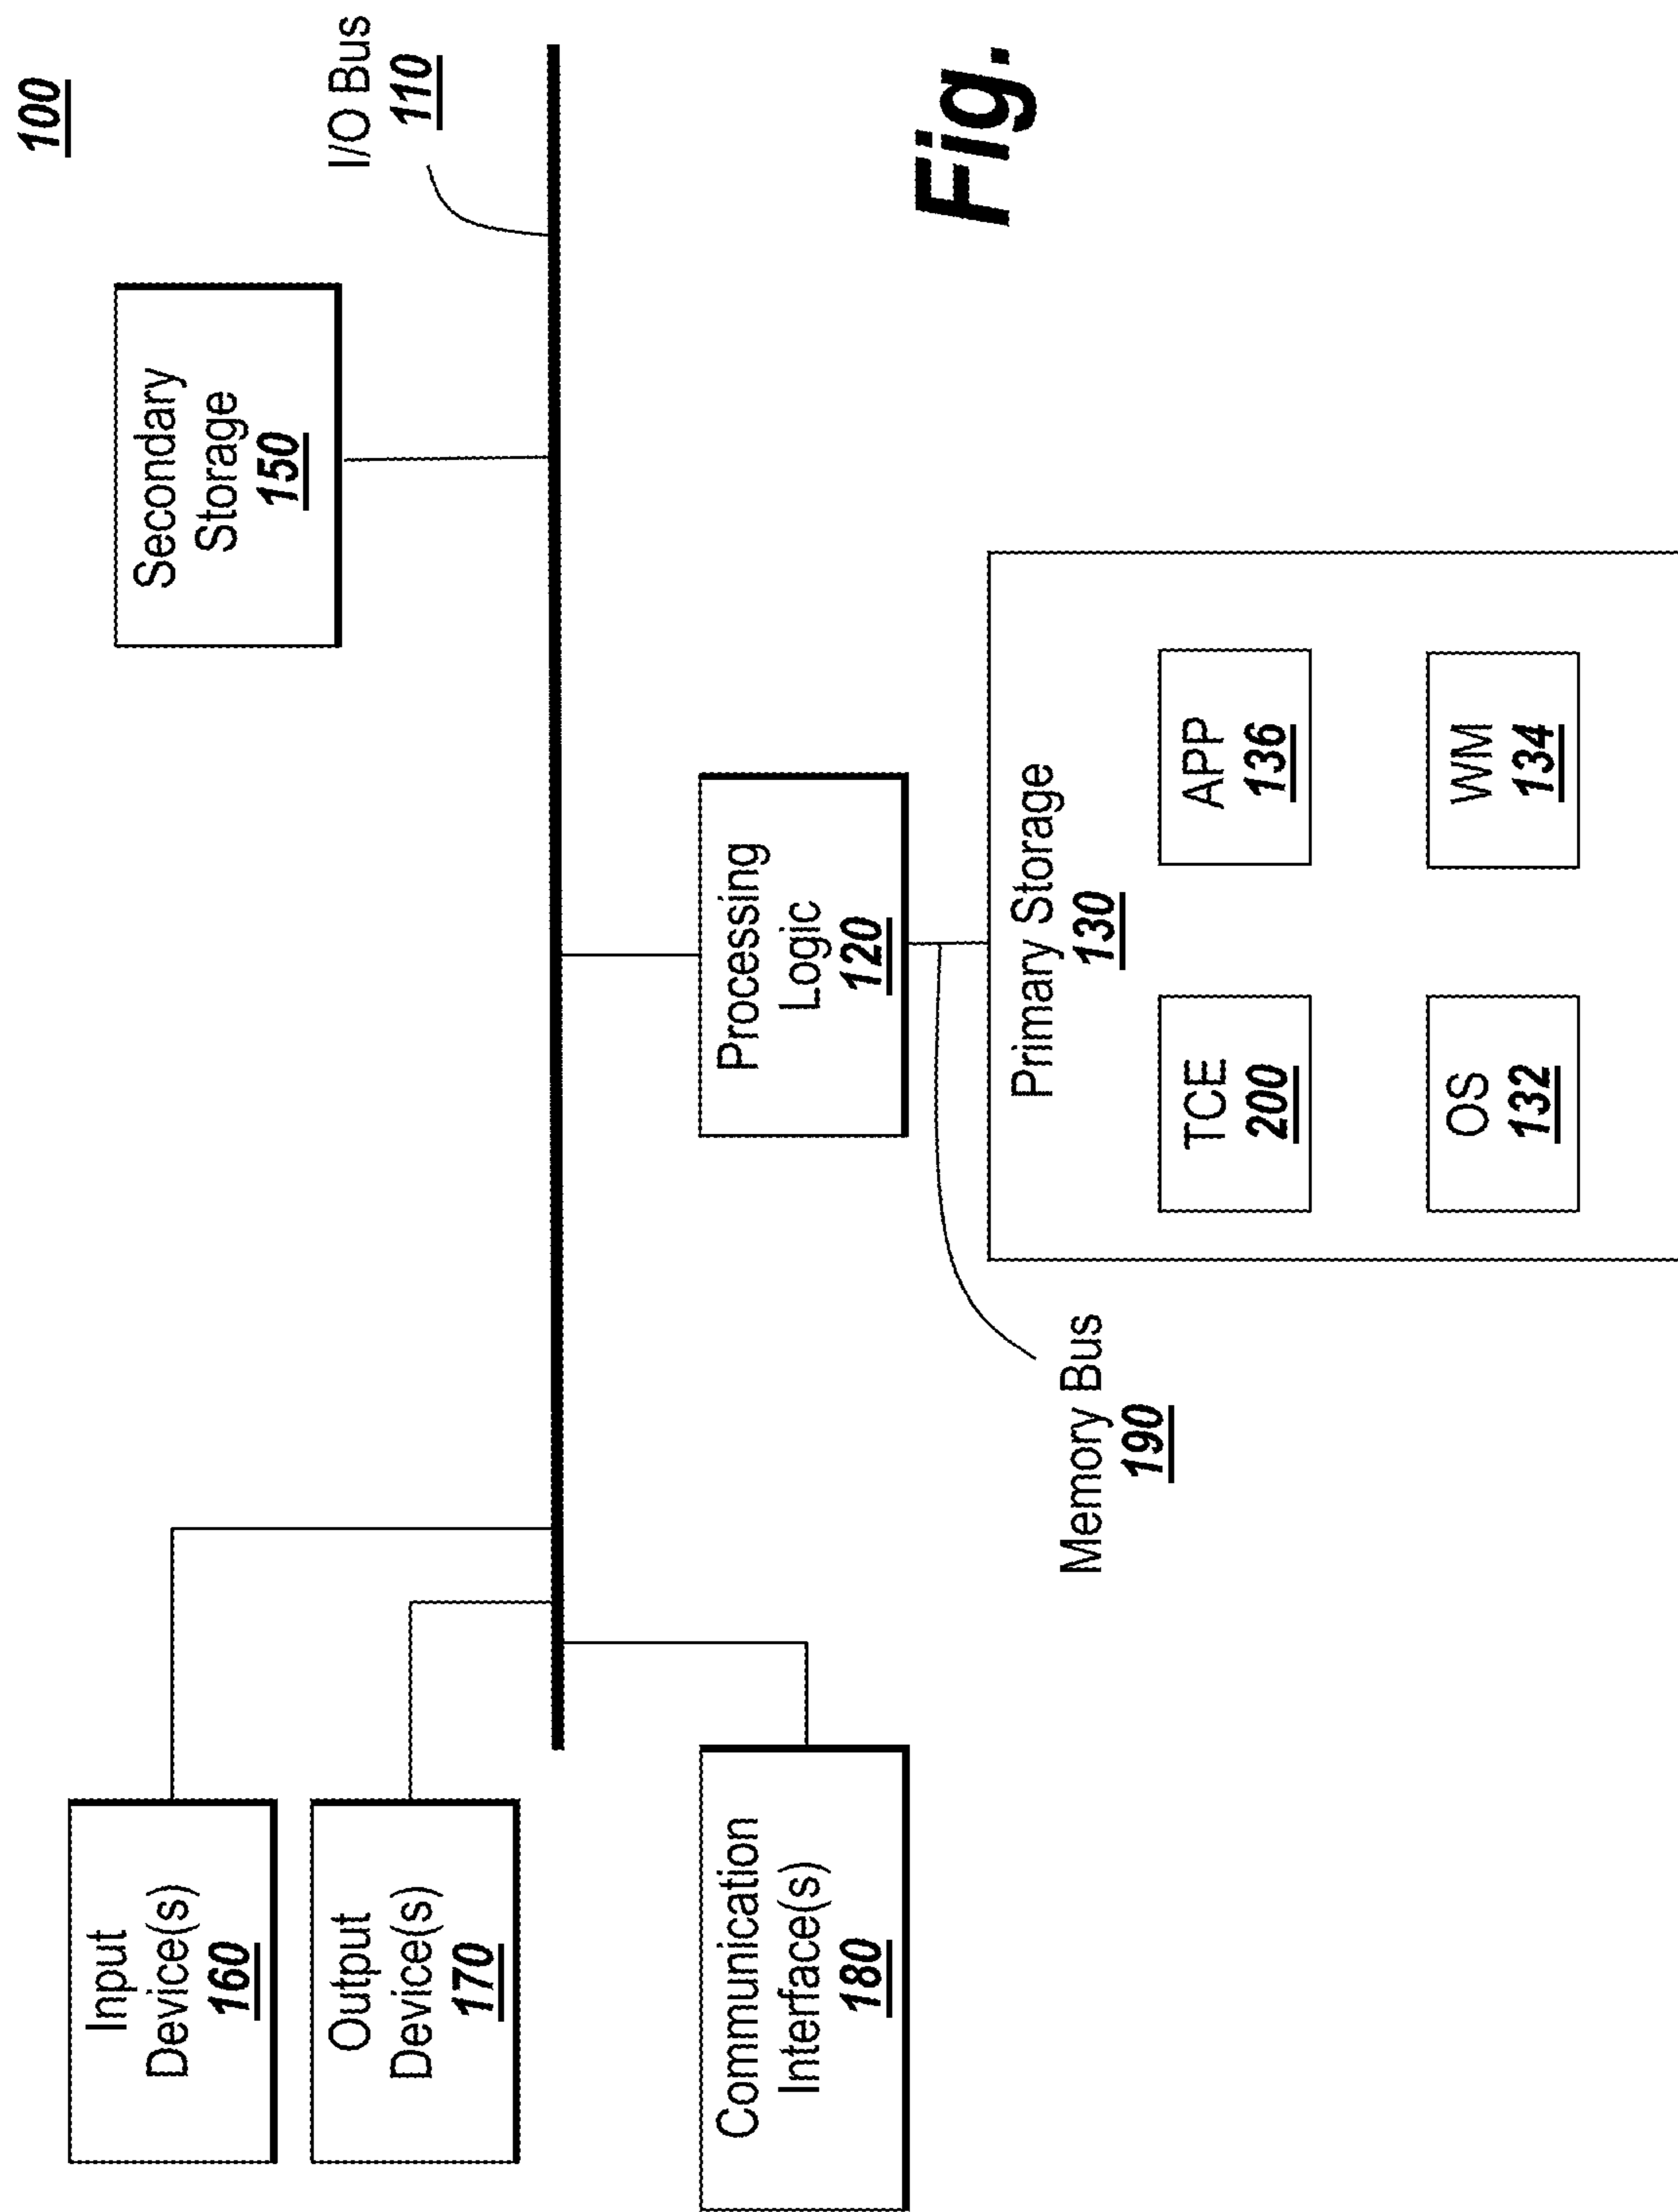 100
I/O Bus
110
Secondary
Storage
150
Input
Device(s)
160
Output
Device(s)
170
Communication
Interface(s)
180
Processing
Logic
120
Memory Bus
190
Primary Storage
130
TCE
200
APP
136
OS
132
WM
134
Fig.